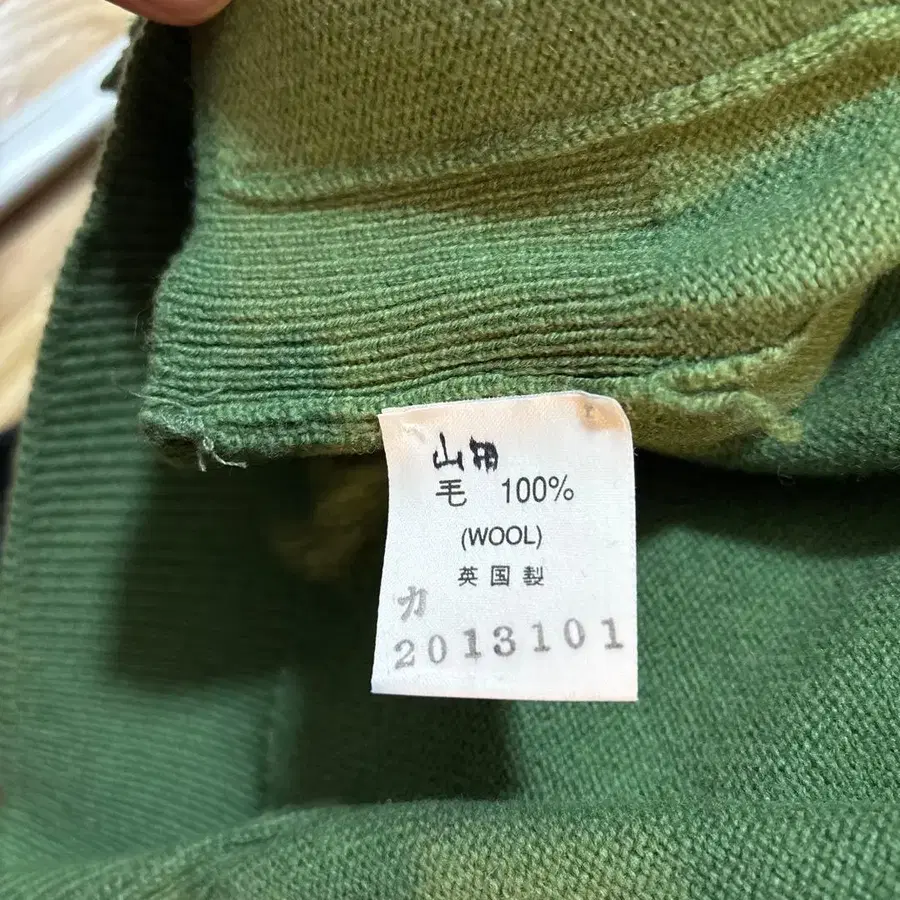 山田
毛 100%
(WOOL)
英国製
カ
2013101